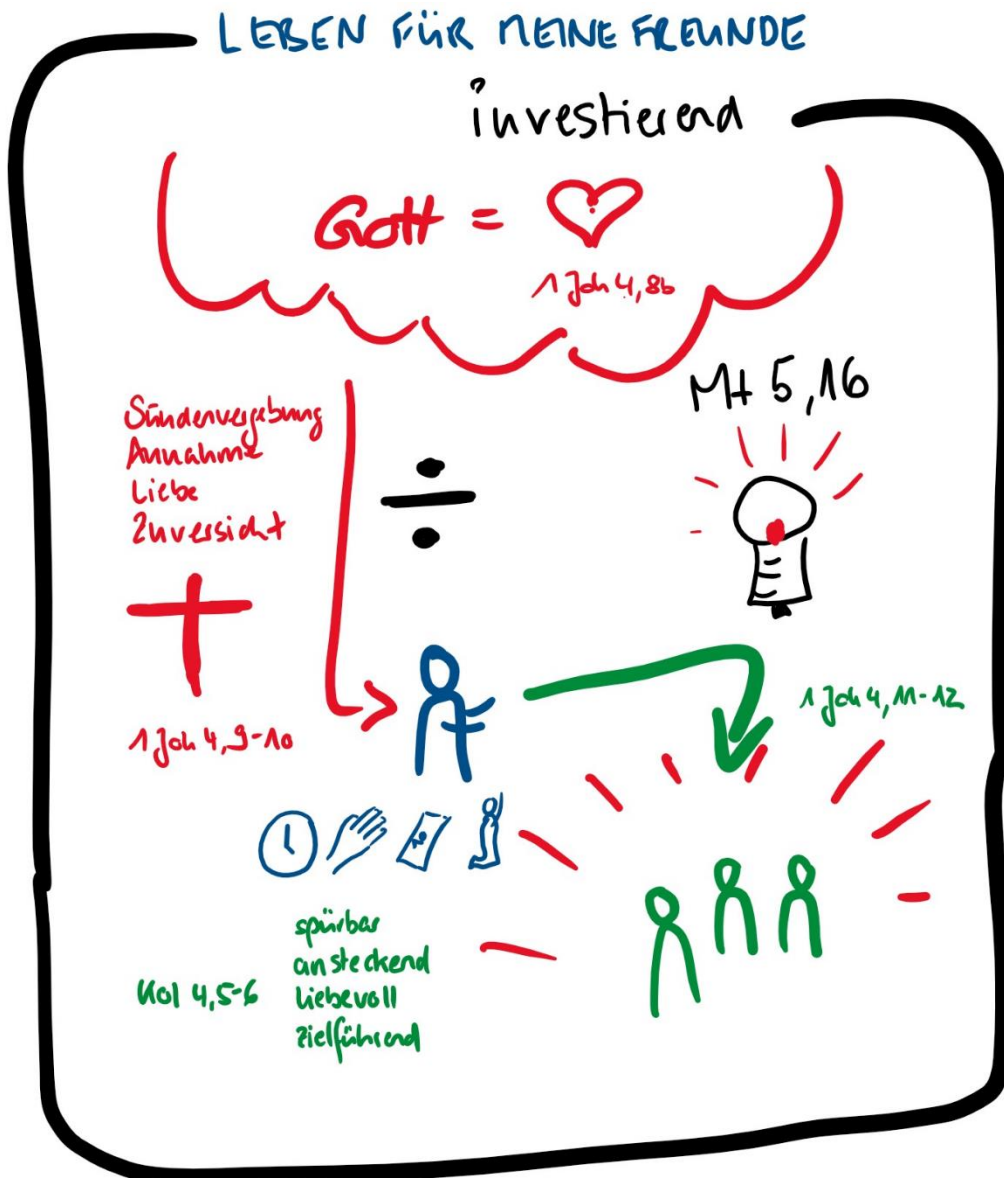 LEBEN FÜR MEINE FREUNDE
investierend
Gott =
1 Joh 4,8b
Mt 5,16
Sündenvergebung
Annahme
Liebe
Zuversicht
1 Joh 4,9-10
1 Joh 4,11-12
spürbar
ansteckend
Kol 4,5-6 liebevoll
zielführend